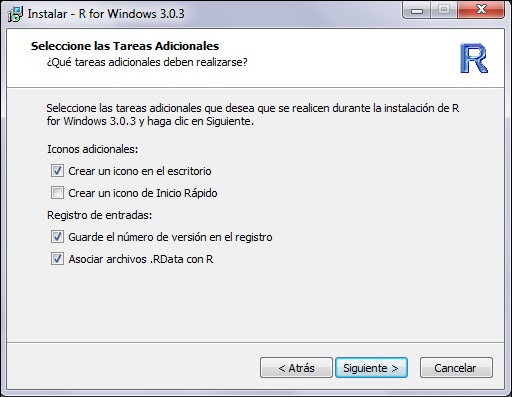 Instalar - R for Windows 3.0.3
Seleccione las Tareas Adicionales
¿Qué tareas adicionales deben realizarse?
R
Seleccione las tareas adicionales que desea que se realicen durante la instalación de R
for Windows 3.0.3 y haga clic en Siguiente.
Iconos adicionales:
Crear un icono en el escritorio
Crear un icono de Inicio Rápido
Registro de entradas:
Guarde el número de versión en el registro
Asociar archivos .RData con R
< Atrás
Siguiente >
Cancelar